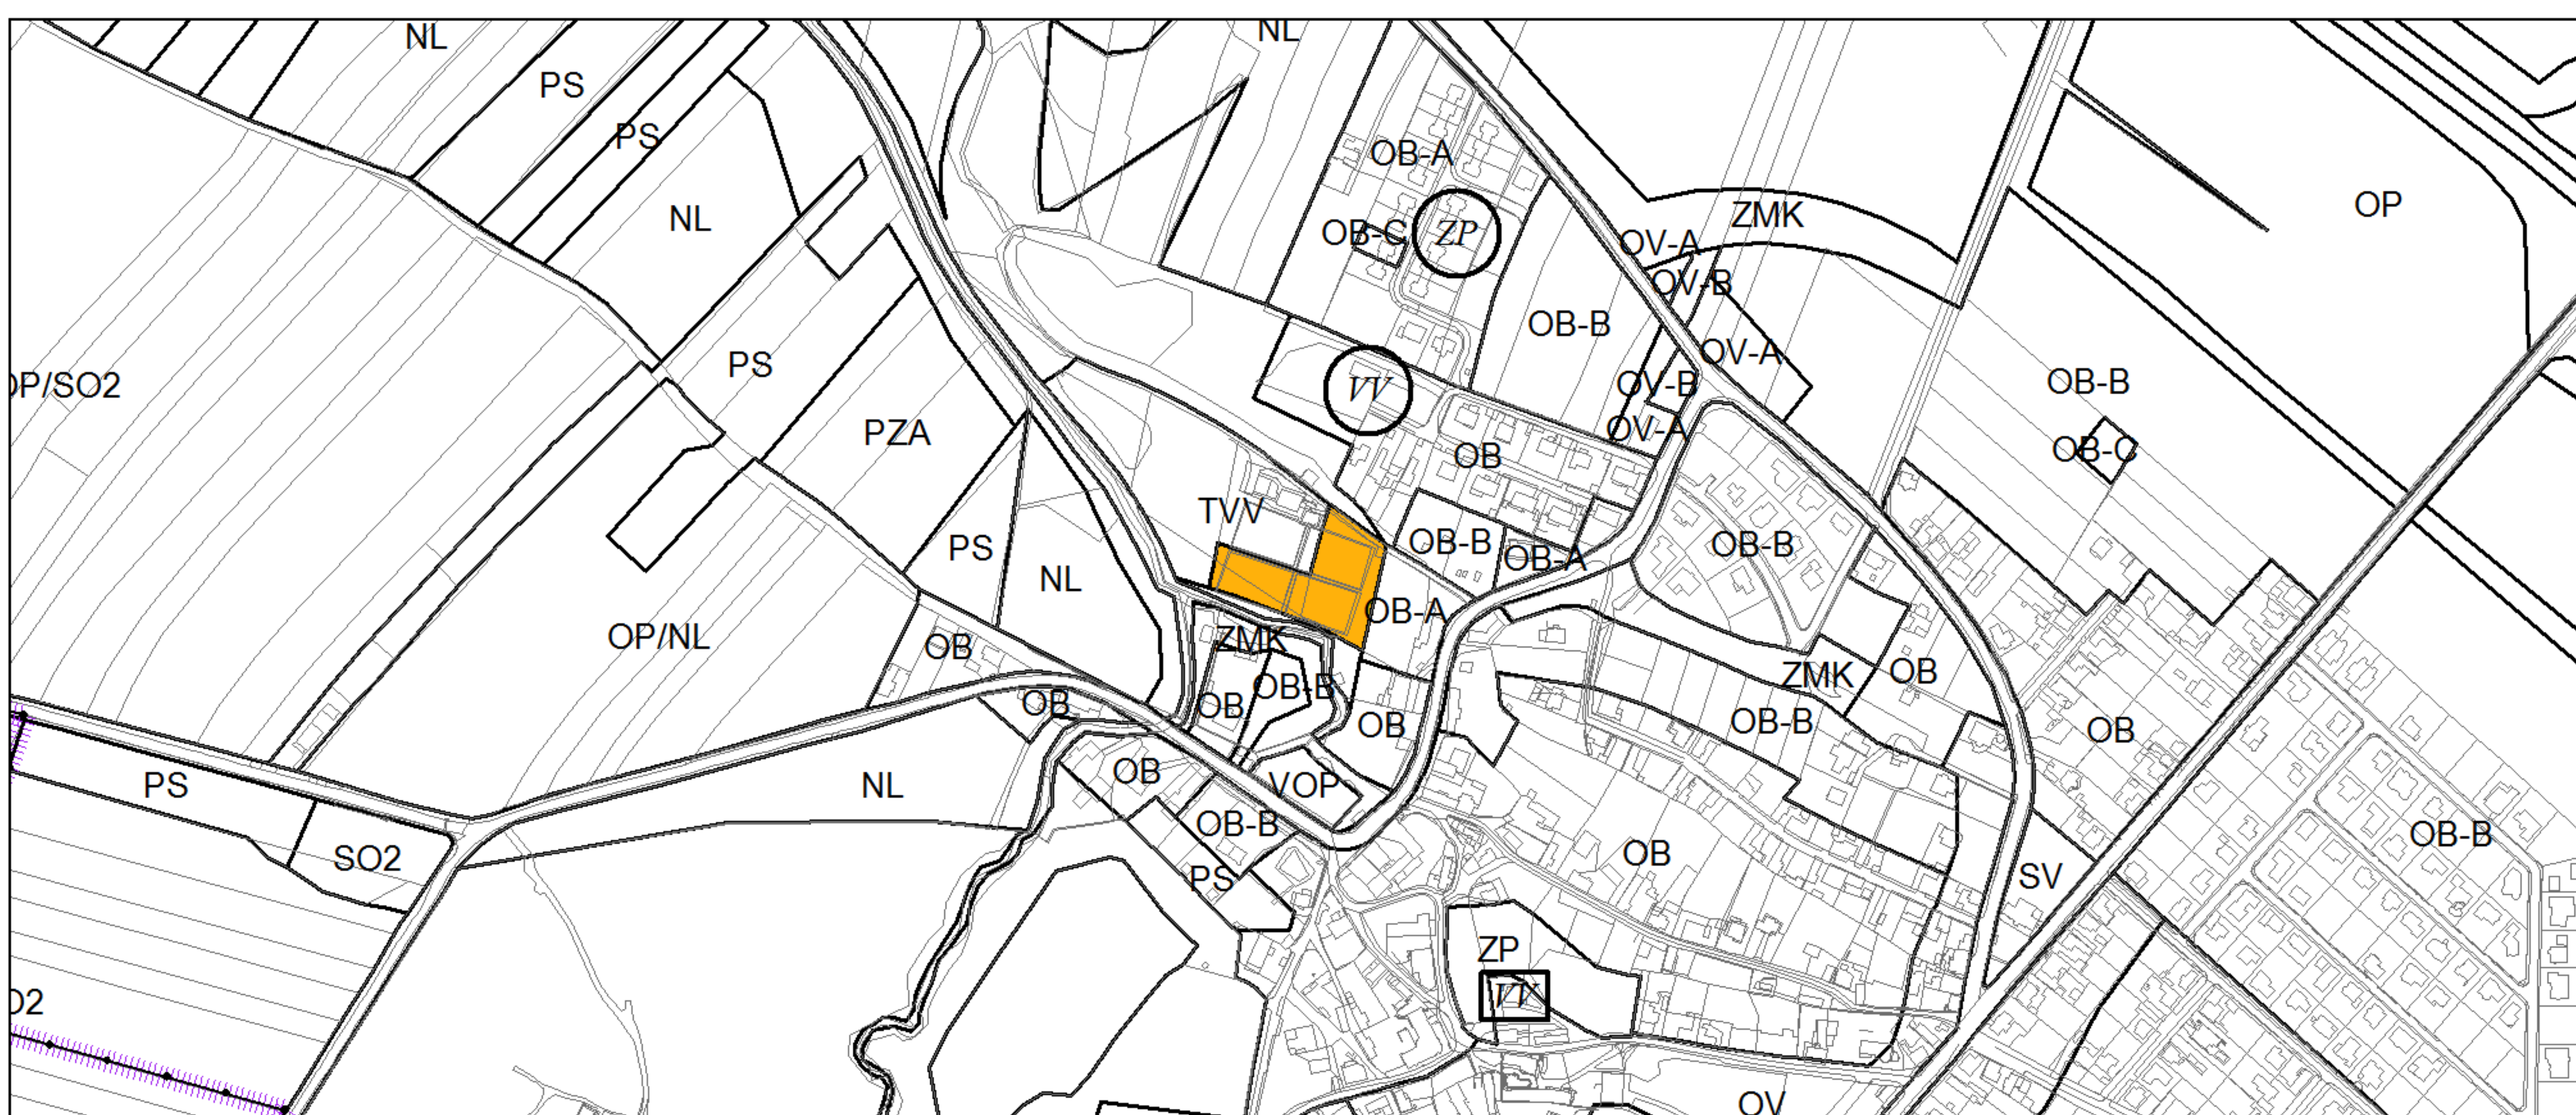 NL
NL
PS
PS
OB-A
NL
OP
ZMK
OB-C
ZP
OV-A
OV-B
OB-B
PS
OV-A
OP/SO2
VV
OV-B
OB-B
PZA
OV-A
OB
OB-C
TVV
PS
OB-B
OB-A
OB-B
NL
OB-A
OP/NL
OB
ZMK
ZMK
OB
OB-B
OB
OB
OB
OB-B
OB
PS
NL
OB
VOP
OB-B
OB-B
SO2
OB
PS
SV
ZP
VV
O2
OV